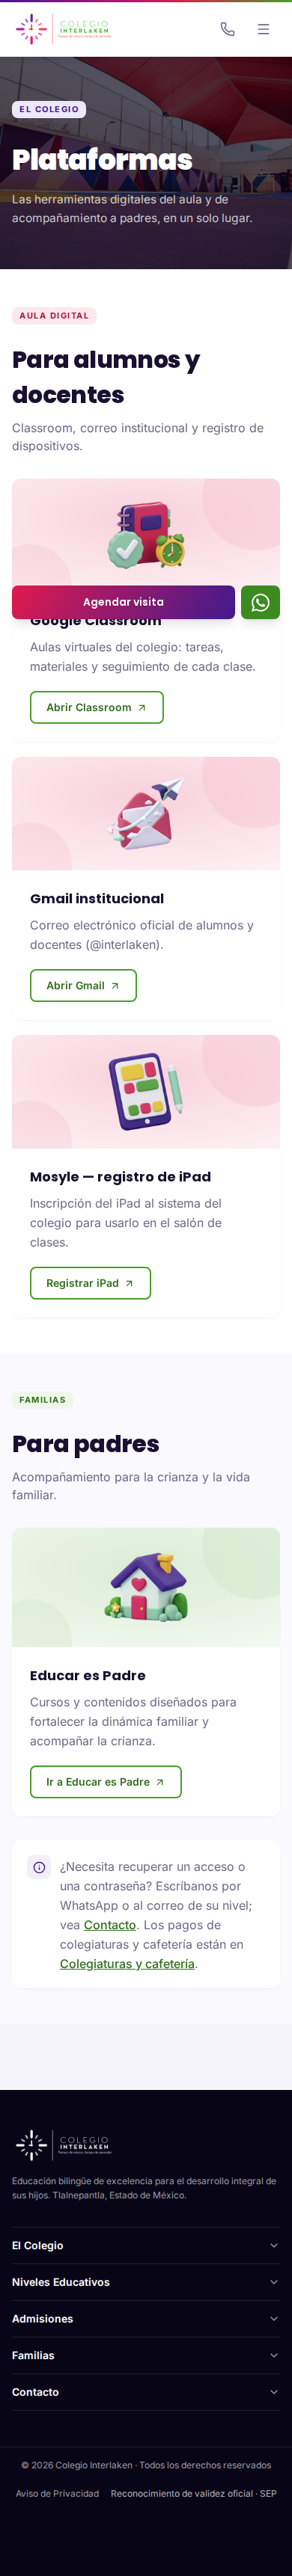 COLEGIO
INTERLAKEN
EL COLEGIO
Plataformas
Las herramientas digitales del aula y de
acompañamiento a padres, en un solo lugar.
AULA DIGITAL
Para alumnos y
docentes
Classroom, correo institucional y registro de
dispositivos.
Agendar visita
Google Classroom
Aulas virtuales del colegio: tareas,
materiales y seguimiento de cada clase.
Abrir Classroom
Gmail institucional
Correo electrónico oficial de alumnos y
docentes (@interlaken).
Abrir Gmail
Mosyle — registro de iPad
Inscripción del iPad al sistema del
colegio para usarlo en el salón de
clases.
Registrar iPad
FAMILIAS
Para padres
Acompañamiento para la crianza y la vida
familiar.
Educar es Padre
Cursos y contenidos diseñados para
fortalecer la dinámica familiar y
acompañar la crianza.
Ir a Educar es Padre
¿Necesita recuperar un acceso o
una contraseña? Escríbanos por
WhatsApp o al correo de su nivel;
vea Contacto. Los pagos de
colegiaturas y cafetería están en
Colegiaturas y cafetería.
COLEGIO
INTERLAKEN
Educación bilingüe de excelencia para el desarrollo integral de
sus hijos. Tlalnepantla, Estado de México.
El Colegio
Niveles Educativos
Admisiones
Familias
Contacto
© 2026 Colegio Interlaken · Todos los derechos reservados
Aviso de Privacidad Reconocimiento de validez oficial · SEP